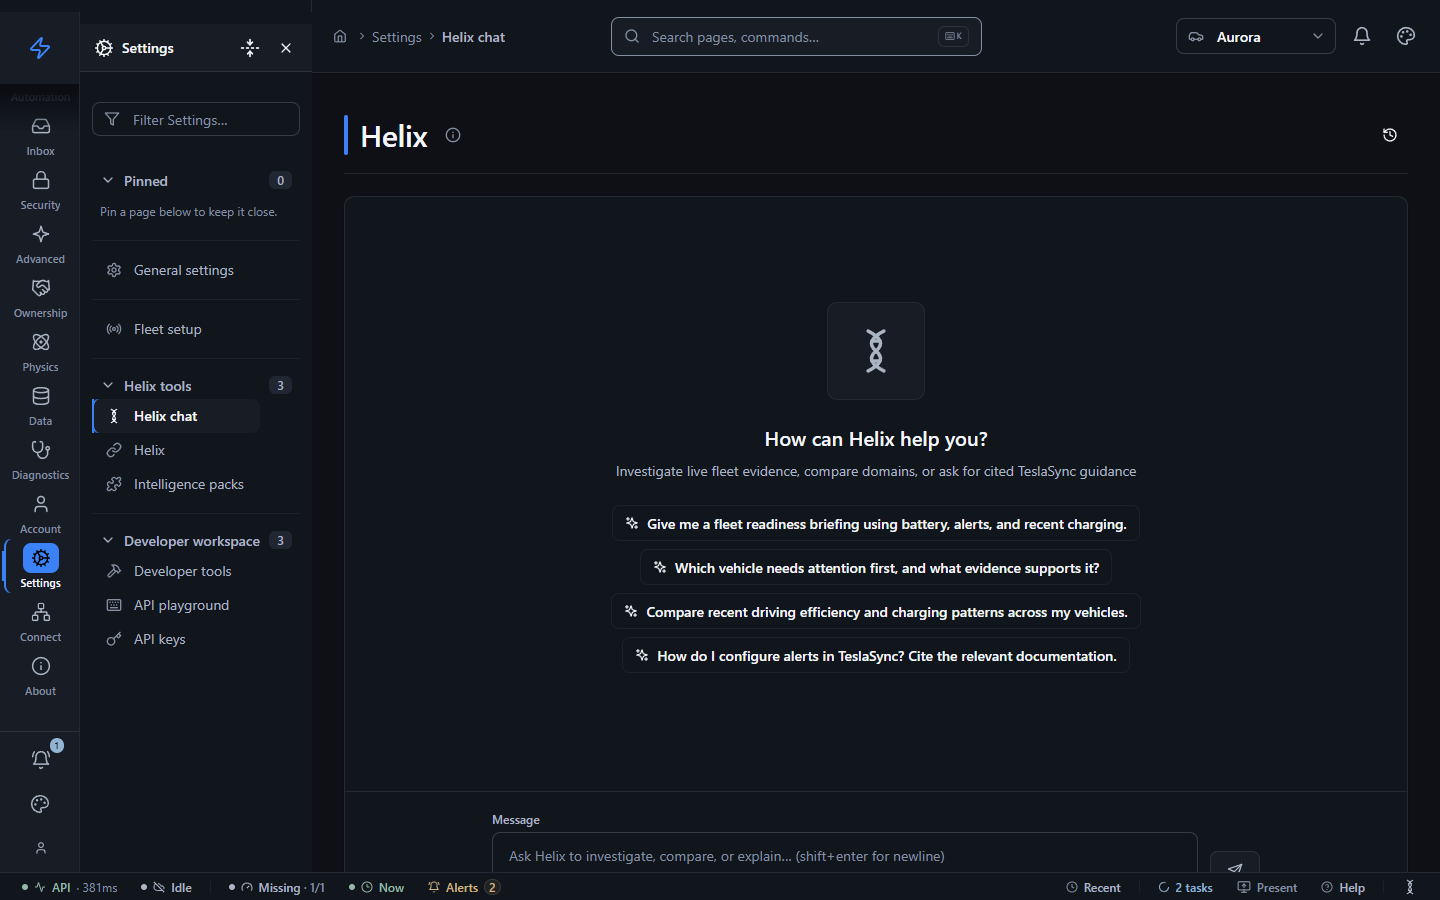 Settings
Settings
Helix chat
Search pages, commands...
K
Aurora
Automation
Inbox
Security
Advanced
Ownership
Physics
Data
Diagnostics
Account
Settings
Connect
About
1
Filter Settings...
Pinned
0
Pin a page below to keep it close.
General settings
Fleet setup
Helix tools
3
Helix chat
Helix
Intelligence packs
Developer workspace
3
Developer tools
API playground
API keys
Helix
How can Helix help you?
Investigate live fleet evidence, compare domains, or ask for cited TeslaSync guidance
Give me a fleet readiness briefing using battery, alerts, and recent charging.
Which vehicle needs attention first, and what evidence supports it?
Compare recent driving efficiency and charging patterns across my vehicles.
How do I configure alerts in TeslaSync? Cite the relevant documentation.
Message
Ask Helix to investigate, compare, or explain... (shift+enter for newline)
API · 381ms
Idle
Missing · 1/1
Now
Alerts 2
Recent
2 tasks
Present
Help